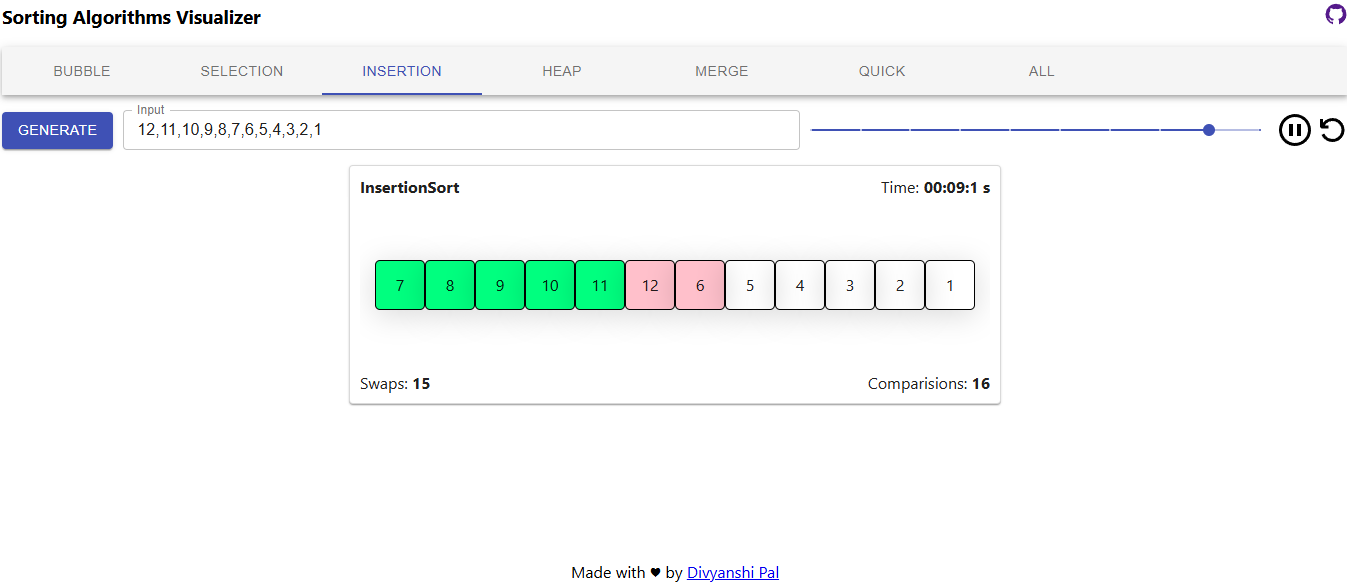 Sorting Algorithms Visualizer
BUBBLE SELECTION INSERTION HEAP MERGE QUICK ALL
Input
GENERATE 12,11,10,9,8,7,6,5,4,3,2,1
InsertionSort Time: 00:09:1 s
7 8 9 10 11 12 6 5 4 3 2 1
Swaps: 15 Comparisions: 16
Made with ♥ by Divyanshi Pal